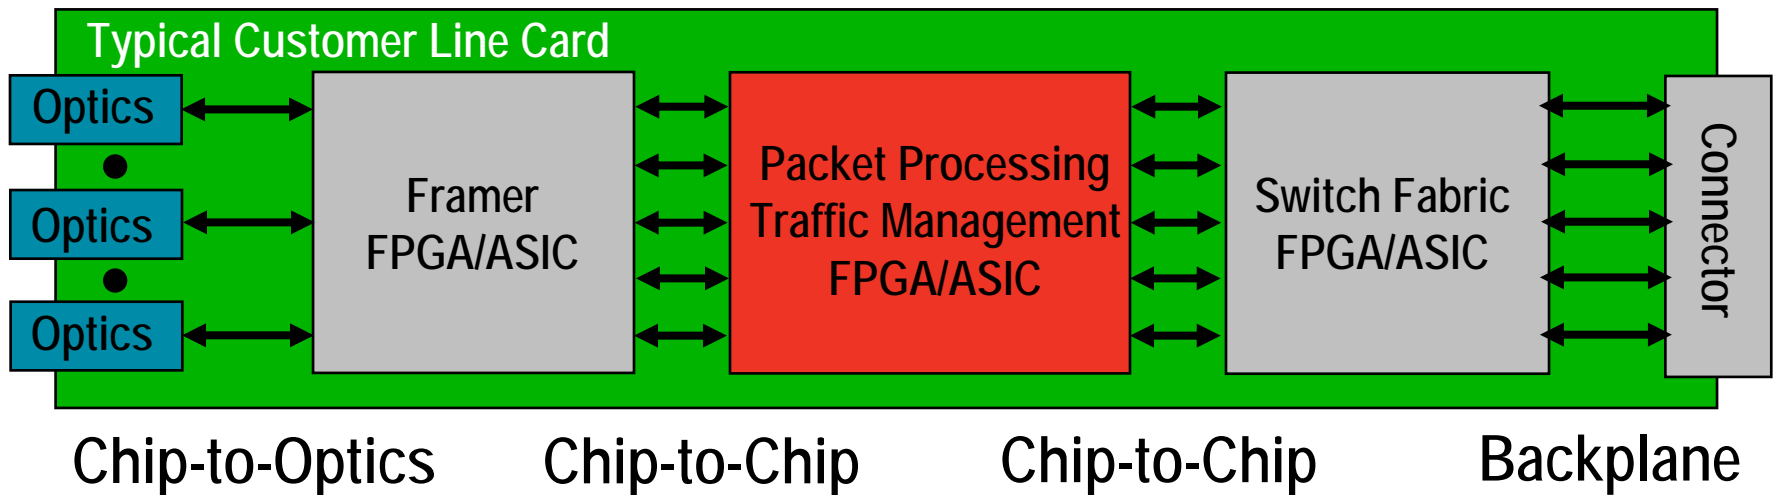 Typical Customer Line Card
Optics
Optics
Optics
Framer
FPGA/ASIC
Packet Processing
Traffic Management
FPGA/ASIC
Switch Fabric
FPGA/ASIC
Connector
Chip-to-Optics
Chip-to-Chip
Chip-to-Chip
Backplane